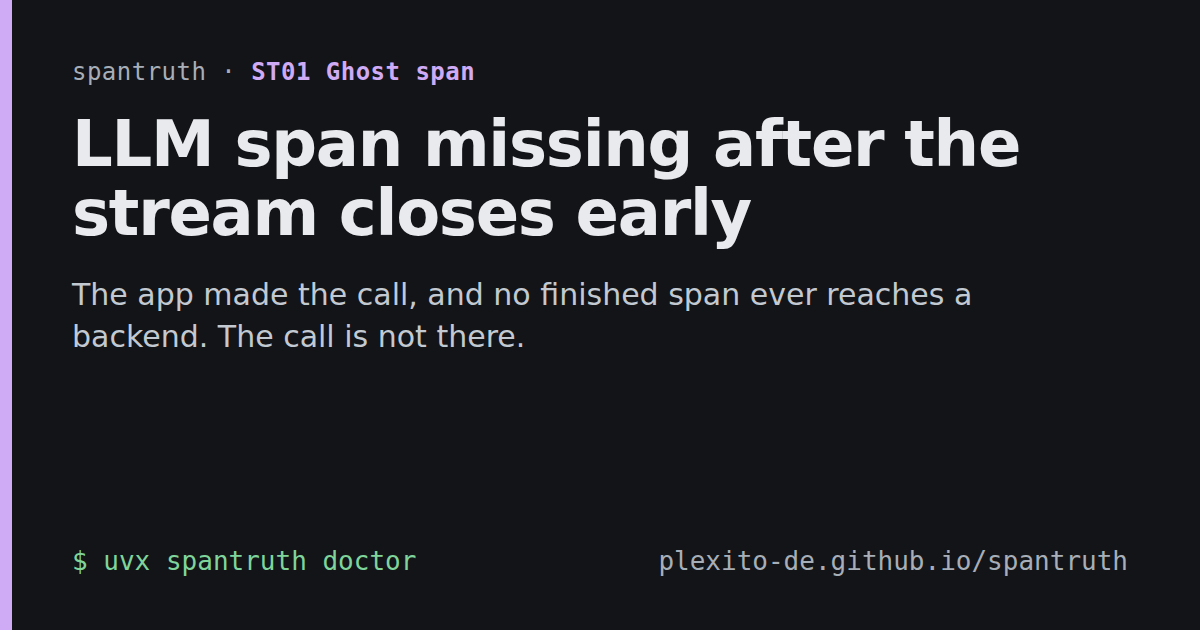 spantruth · ST01 Ghost span
LLM span missing after the
stream closes early
The app made the call, and no finished span ever reaches a
backend. The call is not there.
$ uvx spantruth doctor
plexito-de.github.io/spantruth